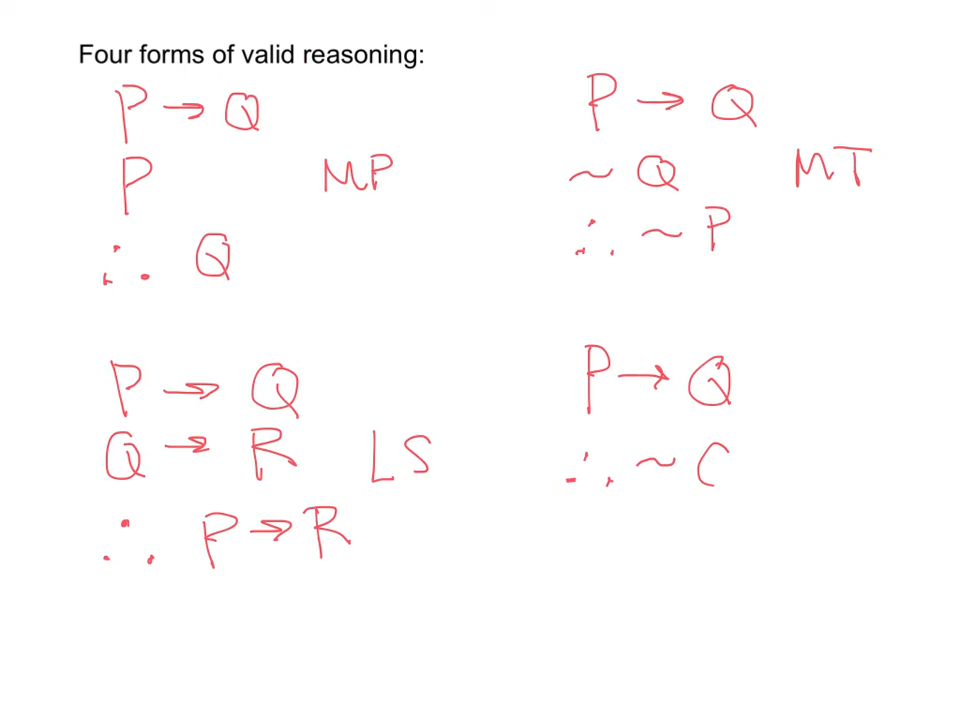 Four forms of valid reasoning:
P → Q
P MP
∴ Q
P → Q
~ Q MT
∴ ~ P
P → Q
Q → R LS
∴ P → R
P → Q
∴ ~